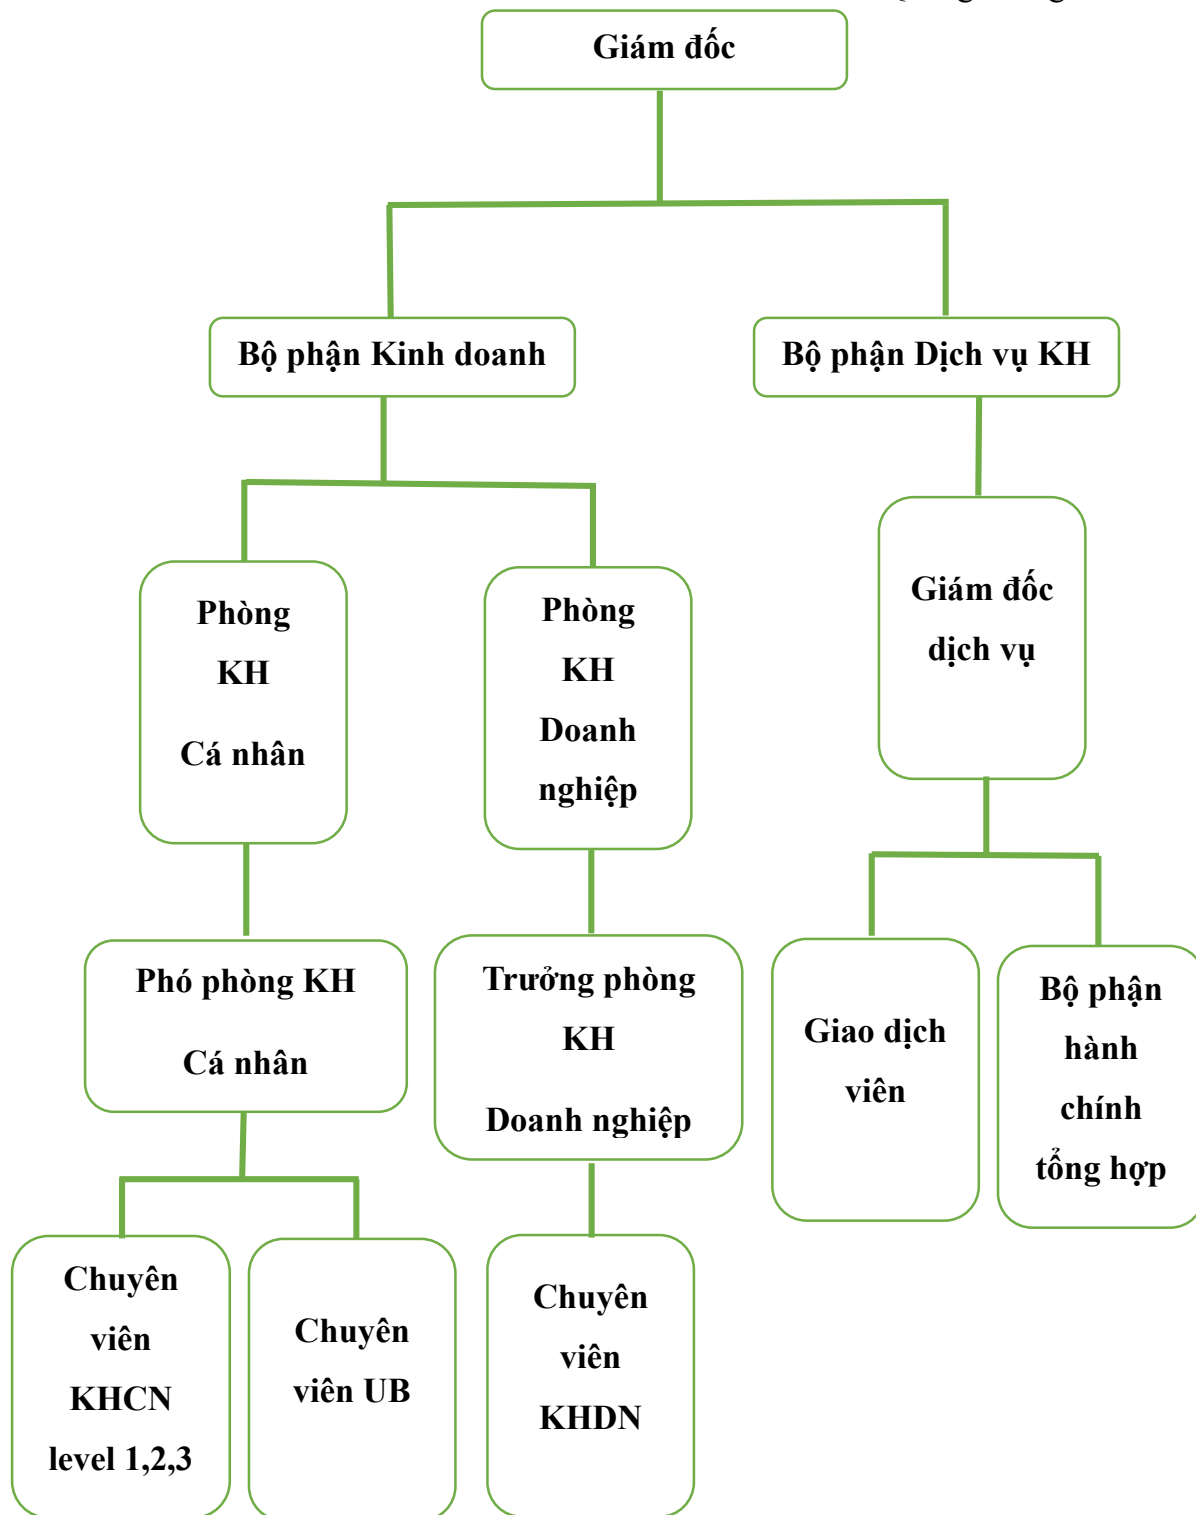 Giám đốc
Bộ phận Kinh doanh
Bộ phận Dịch vụ KH
Phòng
KH
Cá nhân
Phòng
KH
Doanh
nghiệp
Giám đốc
dịch vụ
Phó phòng KH
Cá nhân
Trưởng phòng
KH
Doanh nghiệp
Giao dịch
viên
Bộ phận
hành
chính
tổng hợp
Chuyên
viên
KHCN
level 1,2,3
Chuyên
viên UB
Chuyên
viên
KHDN